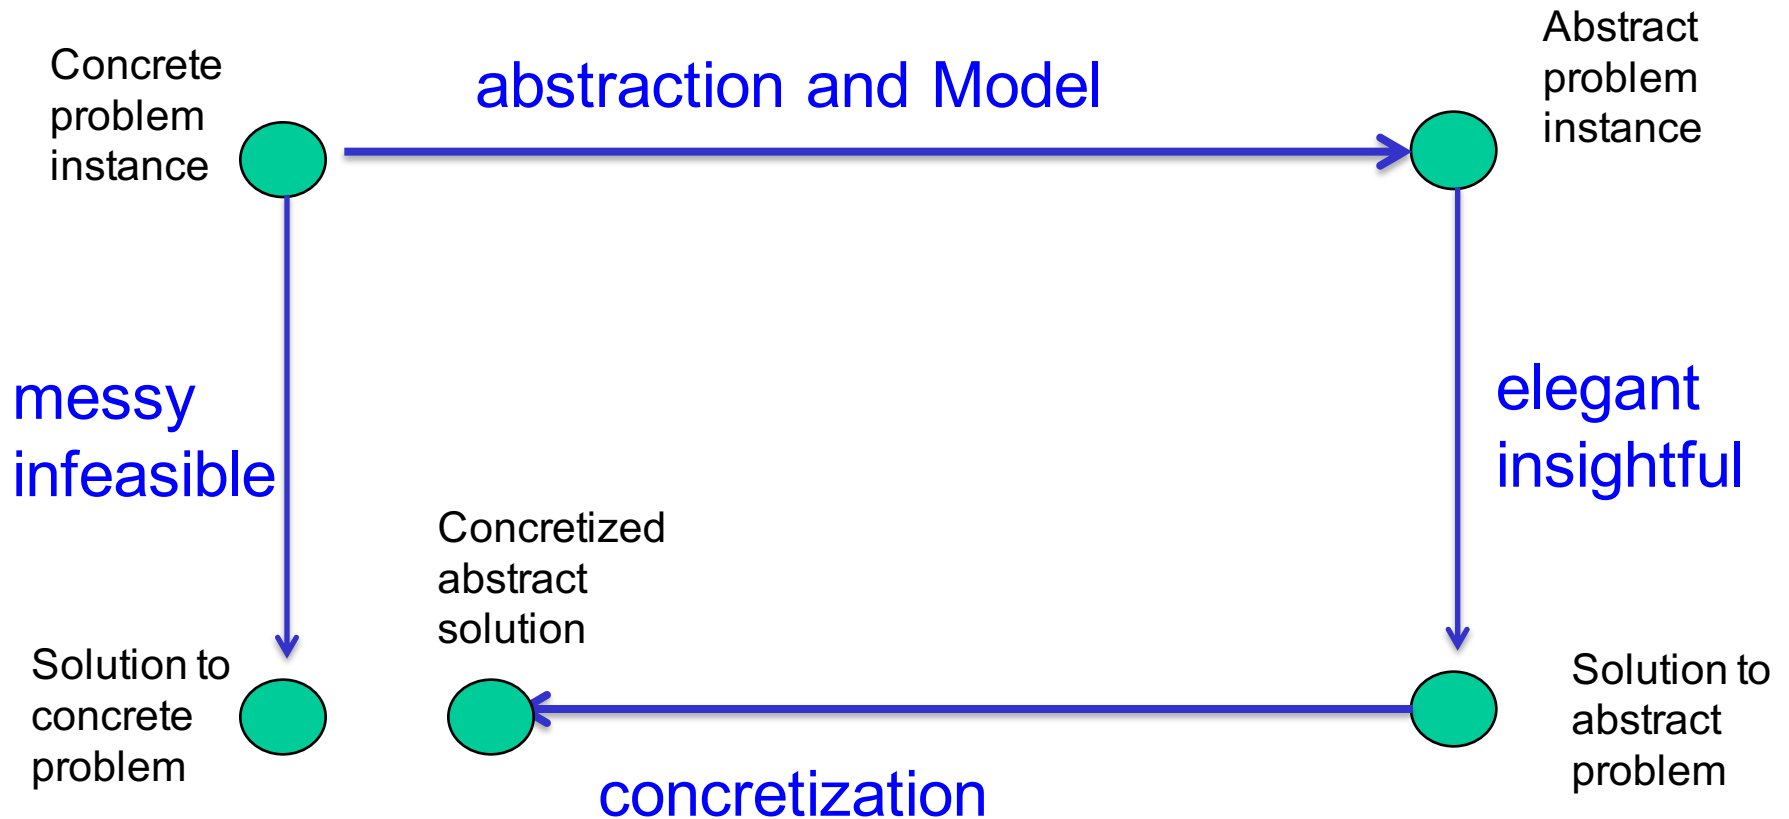 Concrete
problem
instance
abstraction and Model
Abstract
problem
instance
messy
infeasible
elegant
insightful
Concretized
abstract
solution
Solution to
concrete
problem
Solution to
abstract
problem
concretization